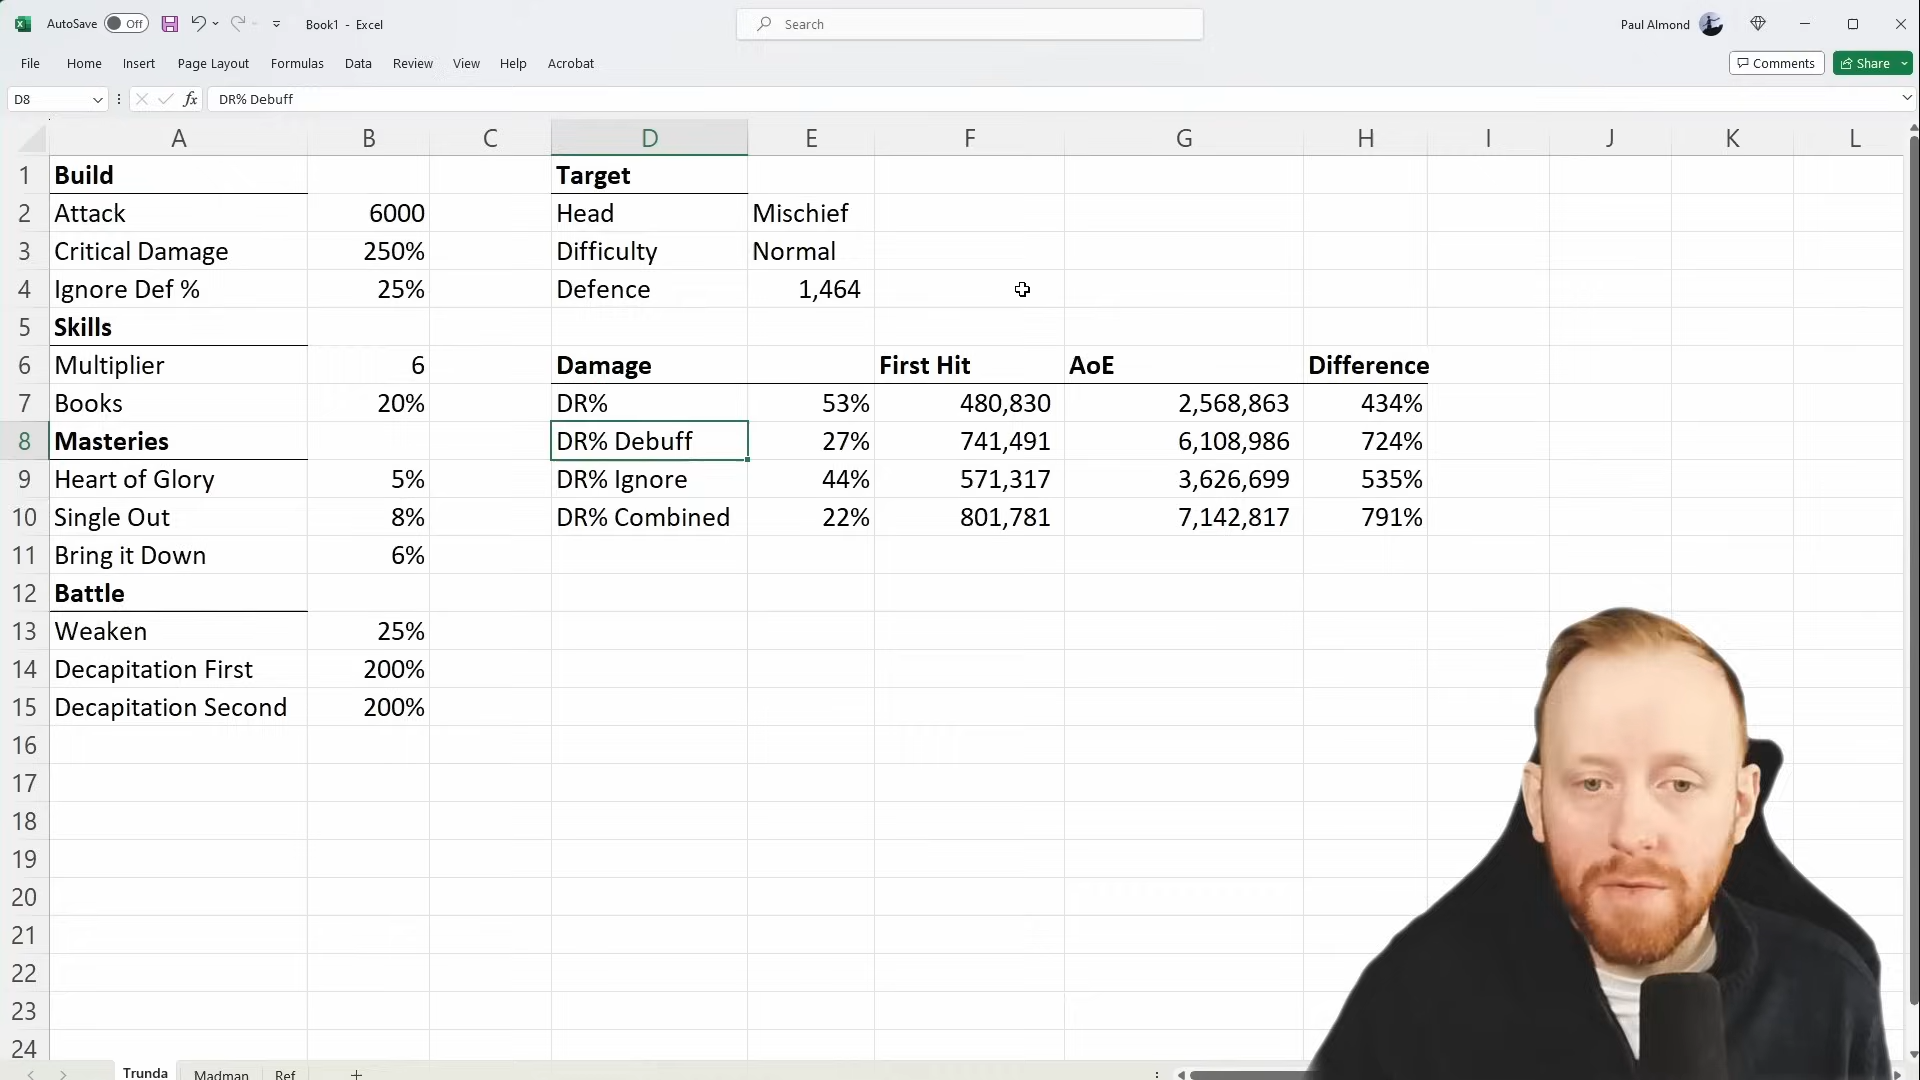 AutoSave Off Book1 - Excel Search Paul Almond
File Home Insert Page Layout Formulas Data Review View Help Acrobat Comments Share
D8 fx DR% Debuff
A B C D E F G H I J K L
1 Build Target
2 Attack 6000 Head Mischief
3 Critical Damage 250% Difficulty Normal
4 Ignore Def % 25% Defence 1,464
5 Skills
6 Multiplier 6 Damage First Hit AoE Difference
7 Books 20% DR% 53% 480,830 2,568,863 434%
8 Masteries DR% Debuff 27% 741,491 6,108,986 724%
9 Heart of Glory 5% DR% Ignore 44% 571,317 3,626,699 535%
10 Single Out 8% DR% Combined 22% 801,781 7,142,817 791%
11 Bring it Down 6%
12 Battle
13 Weaken 25%
14 Decapitation First 200%
15 Decapitation Second 200%
16
17
18
19
20
21
22
23
24
Trunda Madman Ref